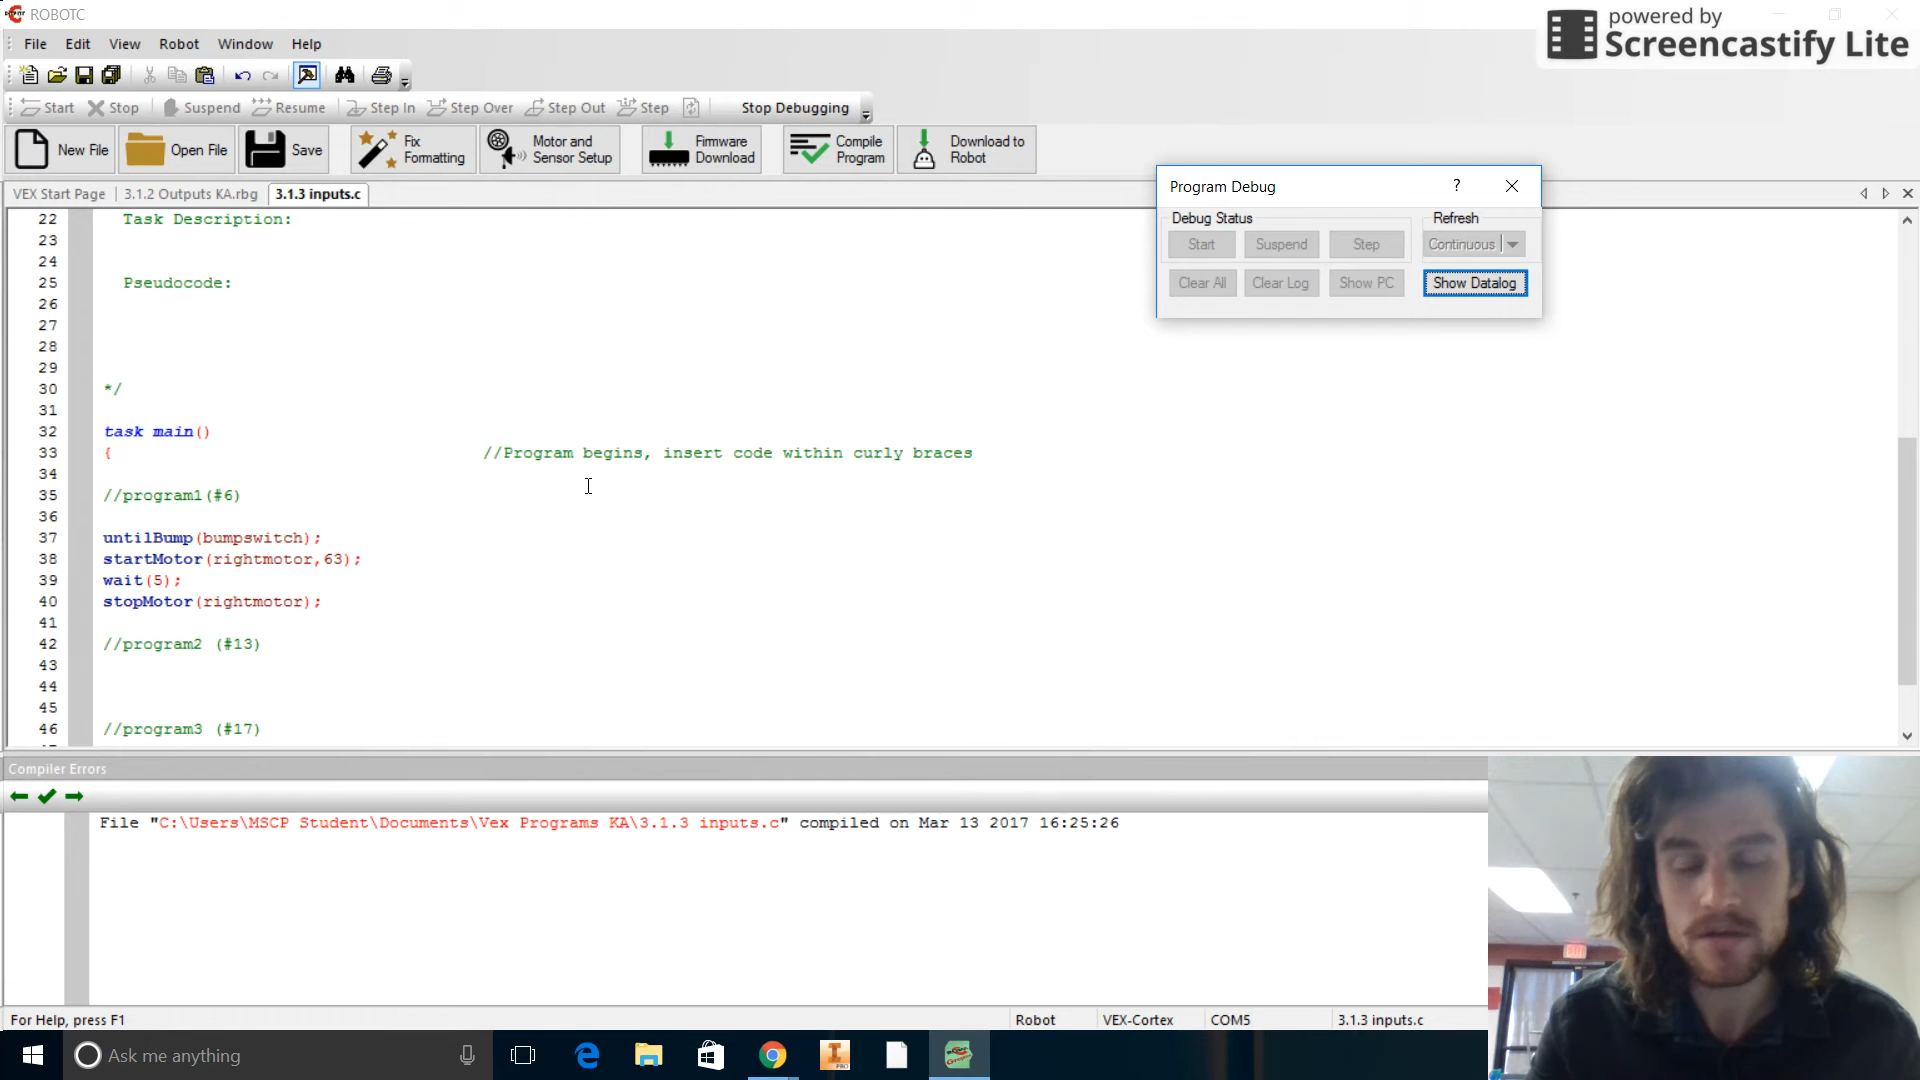 ROBOTC
powered by
Screencastify Lite
File Edit View Robot Window Help
Start Stop Suspend Resume Step In Step Over Step Out Step Stop Debugging
New File Open File Save Fix Formatting Motor and Sensor Setup Firmware Download Compile Program Download to Robot
VEX Start Page 3.1.2 Outputs KA.rbg 3.1.3 inputs.c
Program Debug ?
Debug Status Refresh
Start Suspend Step Continuous
Clear All Clear Log Show PC Show Datalog
22 Task Description:
23
24
25 Pseudocode:
26
27
28
29
30 */
31
32 task main()
33 { //Program begins, insert code within curly braces
34
35 //program1(#6)
36
37 untilBump(bumpswitch);
38 startMotor(rightmotor,63);
39 wait(5);
40 stopMotor(rightmotor);
41
42 //program2 (#13)
43
44
45
46 //program3 (#17)
Compiler Errors
File "C:\Users\MSCP Student\Documents\Vex Programs KA\3.1.3 inputs.c" compiled on Mar 13 2017 16:25:26
EXIT
For Help, press F1 Robot VEX-Cortex COM5 3.1.3 inputs.c
Ask me anything